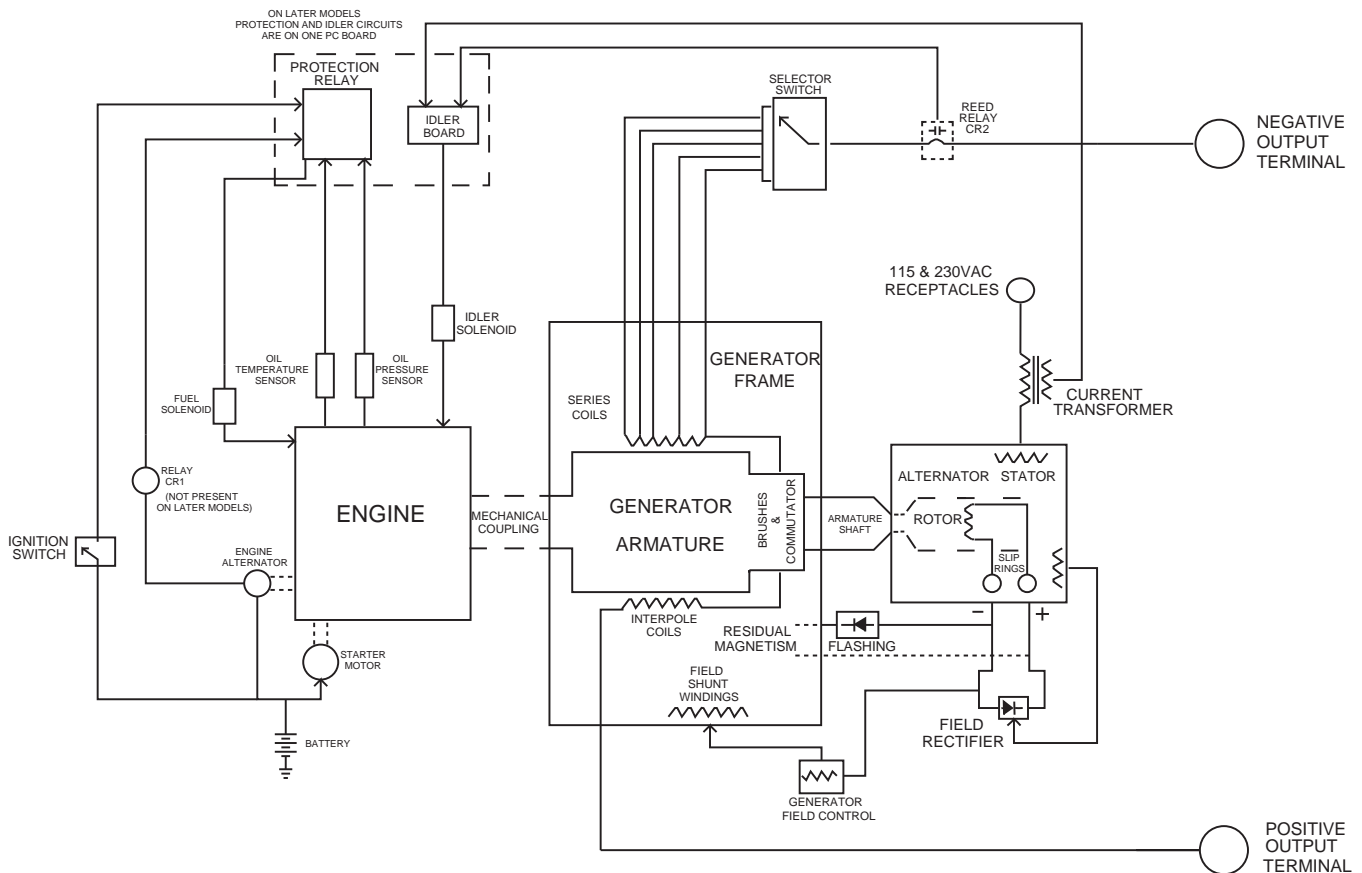 ON LATER MODELS
PROTECTION AND IDLER CIRCUITS
ARE ON ONE PC BOARD
PROTECTION
RELAY
IDLER
BOARD
SELECTOR
SWITCH
REED
RELAY
CR2
NEGATIVE
OUTPUT
TERMINAL
115 & 230VAC
RECEPTACLES
IDLER
SOLENOID
OIL
TEMPERATURE
SENSOR
OIL
PRESSURE
SENSOR
FUEL
SOLENOID
GENERATOR
FRAME
SERIES
COILS
CURRENT
TRANSFORMER
RELAY
CR1
(NOT PRESENT
ON LATER MODELS)
ENGINE
MECHANICAL
COUPLING
GENERATOR
ARMATURE
BRUSHES
&
COMMUTATOR
ARMATURE
SHAFT
ALTERNATOR
STATOR
ROTOR
SLIP
RINGS
IGNITION
SWITCH
ENGINE
ALTERNATOR
STARTER
MOTOR
BATTERY
INTERPOLE
COILS
RESIDUAL
MAGNETISM
FLASHING
–
+
FIELD
SHUNT
WINDINGS
FIELD
RECTIFIER
GENERATOR
FIELD CONTROL
POSITIVE
OUTPUT
TERMINAL